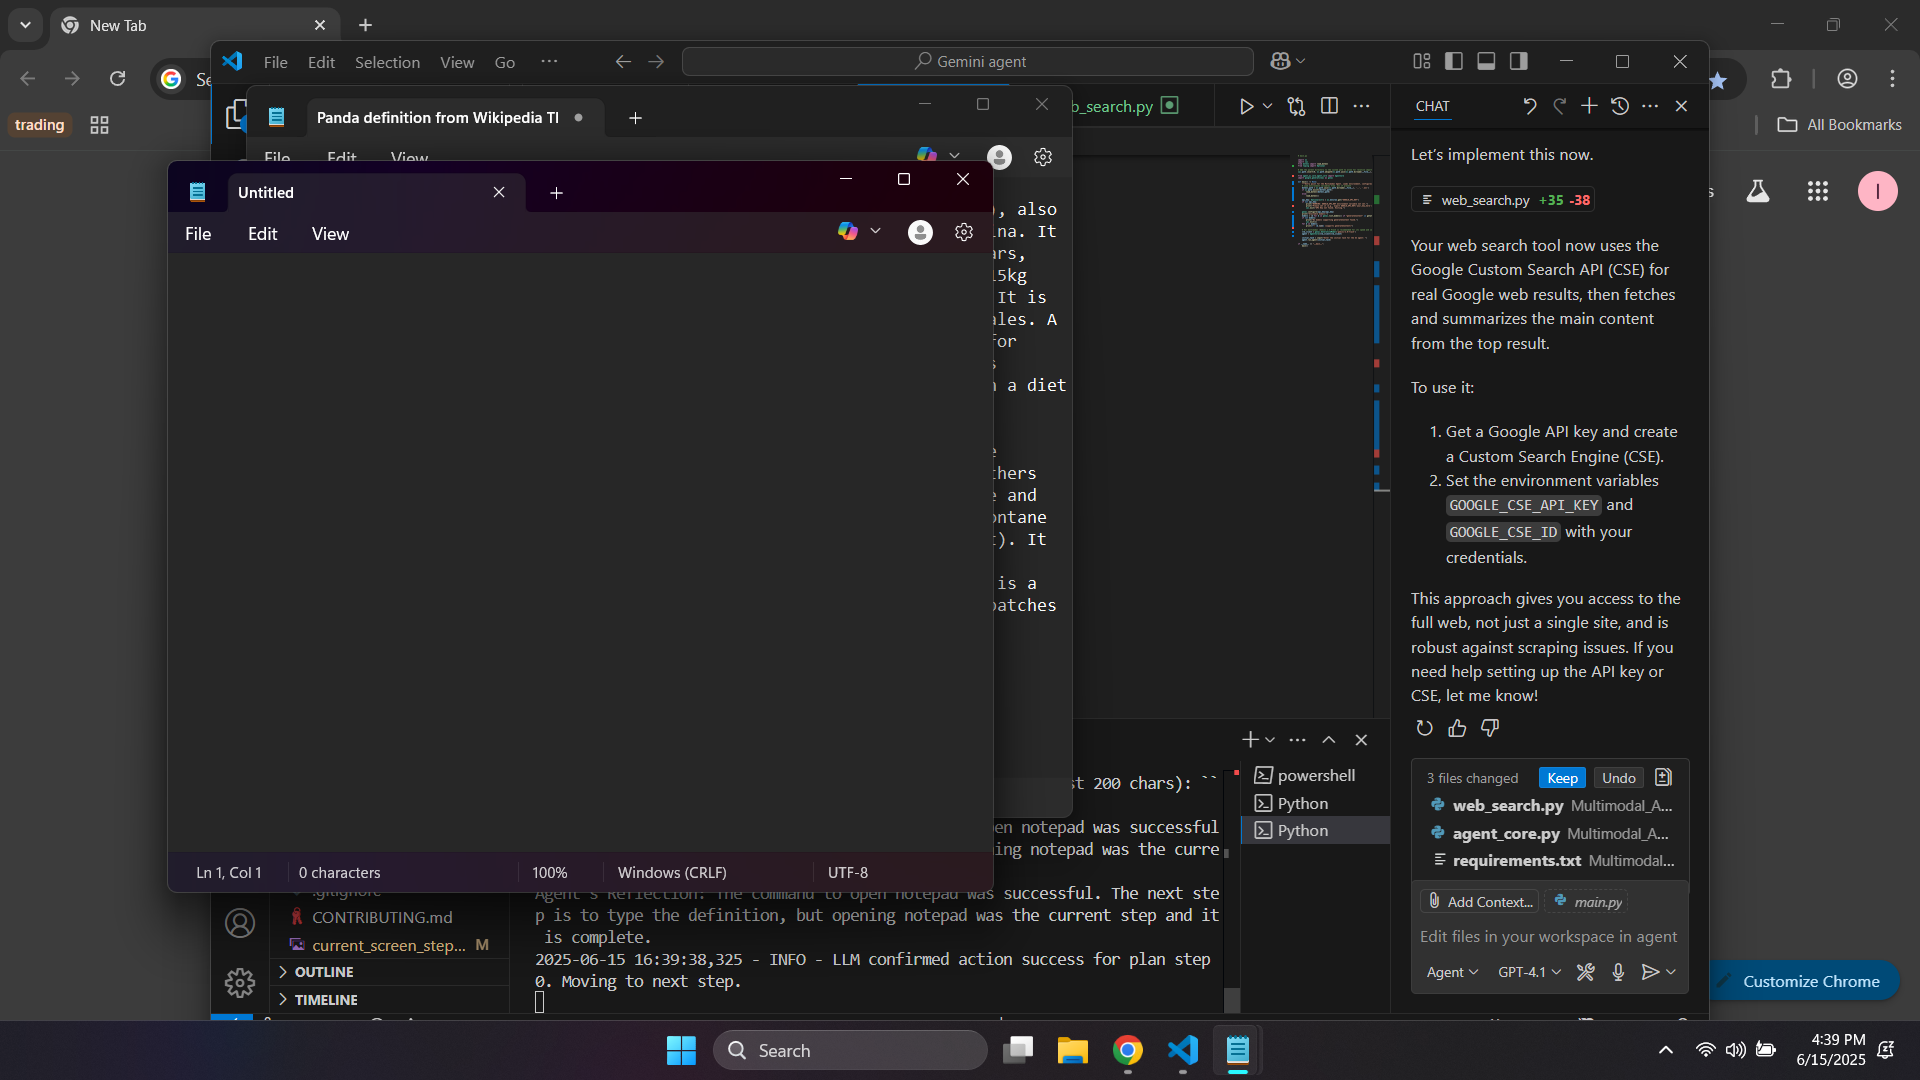 New Tab
File Edit Selection View Go ···
Gemini agent
trading
All Bookmarks
Panda definition from Wikipedia TI
b_search.py
File Edit View
Untitled
File Edit View
), also
ina. It
ars,
15kg
It is
ales. A
for
n a diet
thers
e and
ontane
t). It
is a
patches
Ln 1, Col 1
0 characters
100%
Windows (CRLF)
UTF-8
CHAT
Let's implement this now.
web_search.py +35 -38
Your web search tool now uses the
Google Custom Search API (CSE) for
real Google web results, then fetches
and summarizes the main content
from the top result.
To use it:
1. Get a Google API key and create
a Custom Search Engine (CSE).
2. Set the environment variables
GOOGLE_CSE_API_KEY and
GOOGLE_CSE_ID with your
credentials.
This approach gives you access to the
full web, not just a single site, and is
robust against scraping issues. If you
need help setting up the API key or
CSE, let me know!
3 files changed Keep Undo
web_search.py Multimodal_A...
agent_core.py Multimodal_A...
requirements.txt Multimodal...
Add Context... main.py
Edit files in your workspace in agent
Agent GPT-4.1
powershell
Python
Python
st 200 chars): ``
en notepad was successful
ing notepad was the curre
Agent's Reflection: The command to open notepad was successful. The next ste
p is to type the definition, but opening notepad was the current step and it
is complete.
2025-06-15 16:39:38,325 - INFO - LLM confirmed action success for plan step
0. Moving to next step.
.gitignore
CONTRIBUTING.md
current_screen_step... M
OUTLINE
TIMELINE
I
Customize Chrome
Search
4:39 PM
6/15/2025